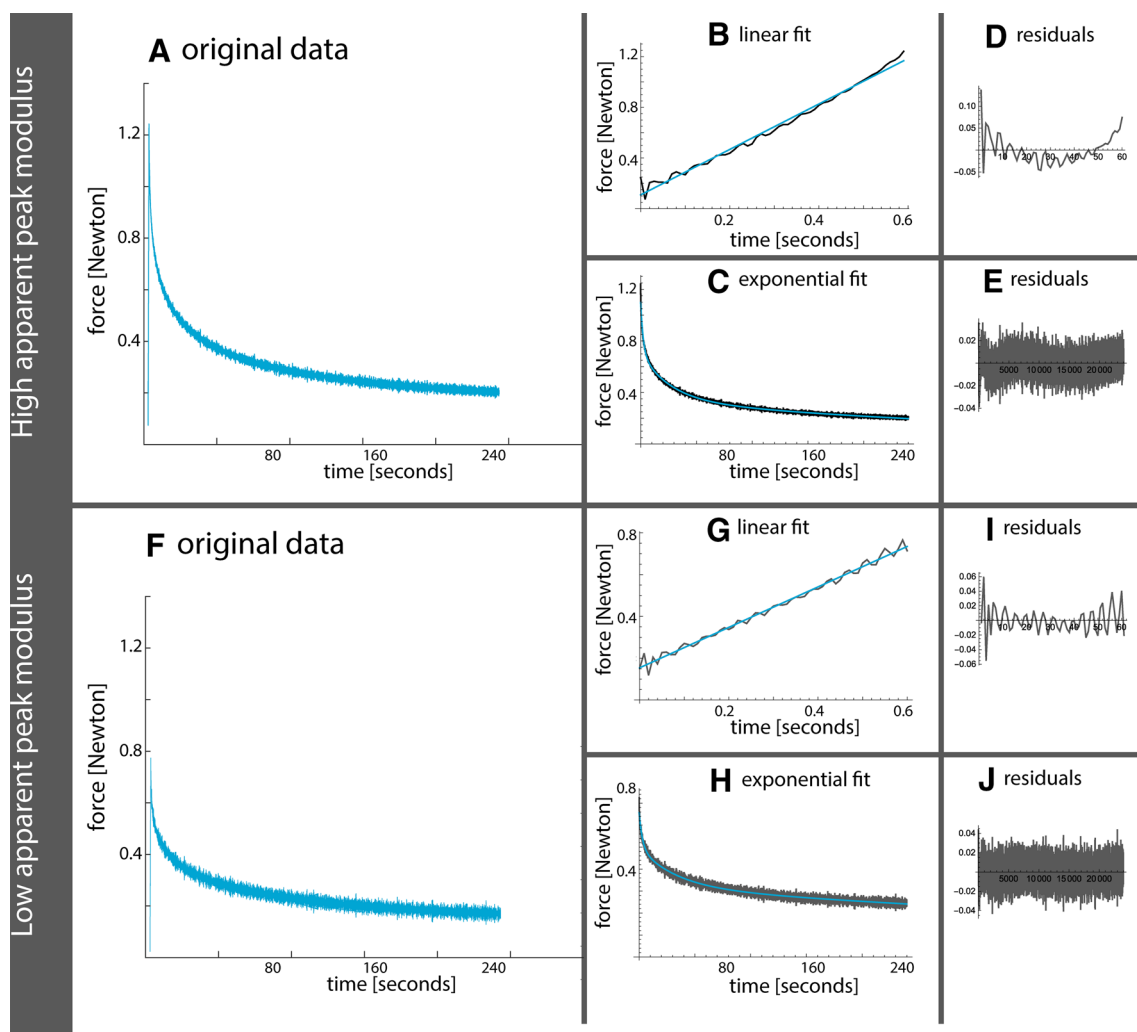 High apparent peak modulus
A original data
1.2
0.8
0.4
force [Newton]
80
160
240
time [seconds]
B linear fit
1.2
0.8
0.4
force [Newton]
0.2
0.4
0.6
time [seconds]
D residuals
0.10
0.05
-0.05
10 20 30 40 50 60
C exponential fit
1.2
0.8
0.4
force [Newton]
80
160
240
time [seconds]
E residuals
0.02
-0.02
-0.04
5000 10000 15000 20000
Low apparent peak modulus
F original data
1.2
0.8
0.4
force [Newton]
80
160
240
time [seconds]
G linear fit
0.8
0.4
force [Newton]
0.2
0.4
0.6
time [seconds]
I residuals
0.06
0.04
0.02
-0.02
-0.04
-0.06
10 20 30 40 50 60
H exponential fit
0.8
0.4
force [Newton]
80
160
240
time [seconds]
J residuals
0.04
0.02
-0.02
-0.04
5000 10000 15000 20000